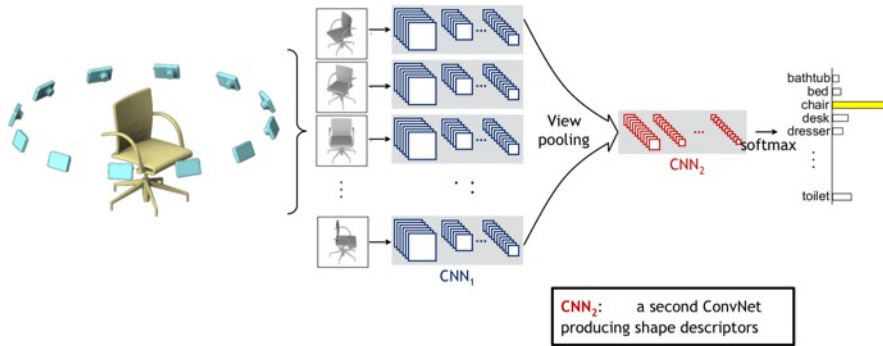 CNN1
View
pooling
CNN2
softmax
bathtub
bed
chair
desk
dresser
toilet
CNN2: a second ConvNet
producing shape descriptors